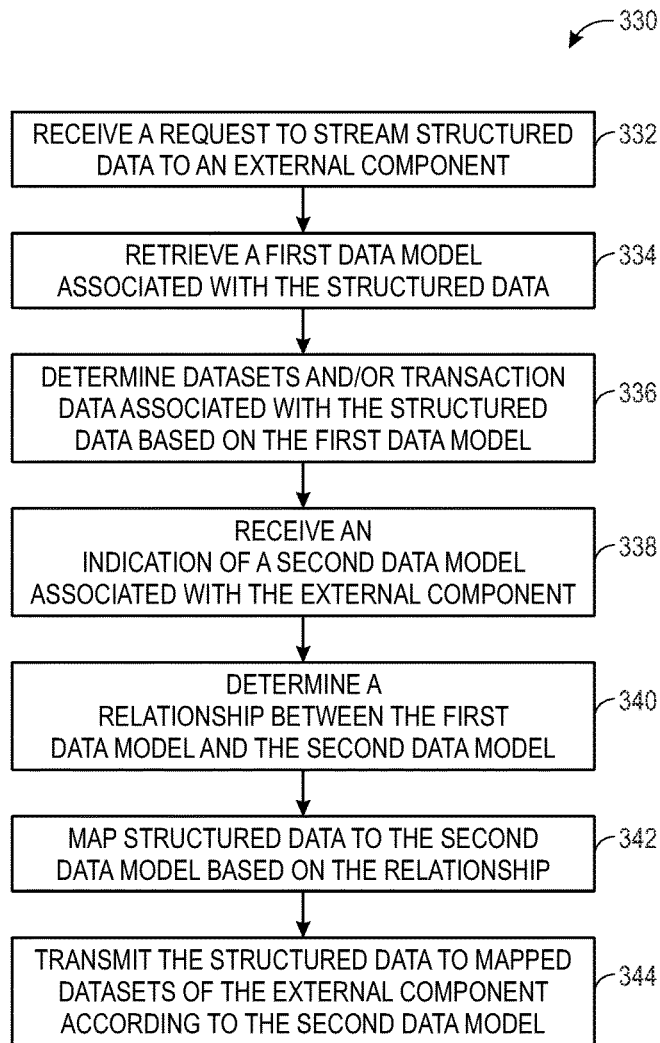 330
RECEIVE A REQUEST TO STREAM STRUCTURED
DATA TO AN EXTERNAL COMPONENT
332
RETRIEVE A FIRST DATA MODEL
ASSOCIATED WITH THE STRUCTURED DATA
334
DETERMINE DATASETS AND/OR TRANSACTION
DATA ASSOCIATED WITH THE STRUCTURED
DATA BASED ON THE FIRST DATA MODEL
336
RECEIVE AN
INDICATION OF A SECOND DATA MODEL
ASSOCIATED WITH THE EXTERNAL COMPONENT
338
DETERMINE A
RELATIONSHIP BETWEEN THE FIRST
DATA MODEL AND THE SECOND DATA MODEL
340
MAP STRUCTURED DATA TO THE SECOND
DATA MODEL BASED ON THE RELATIONSHIP
342
TRANSMIT THE STRUCTURED DATA TO MAPPED
DATASETS OF THE EXTERNAL COMPONENT
ACCORDING TO THE SECOND DATA MODEL
344